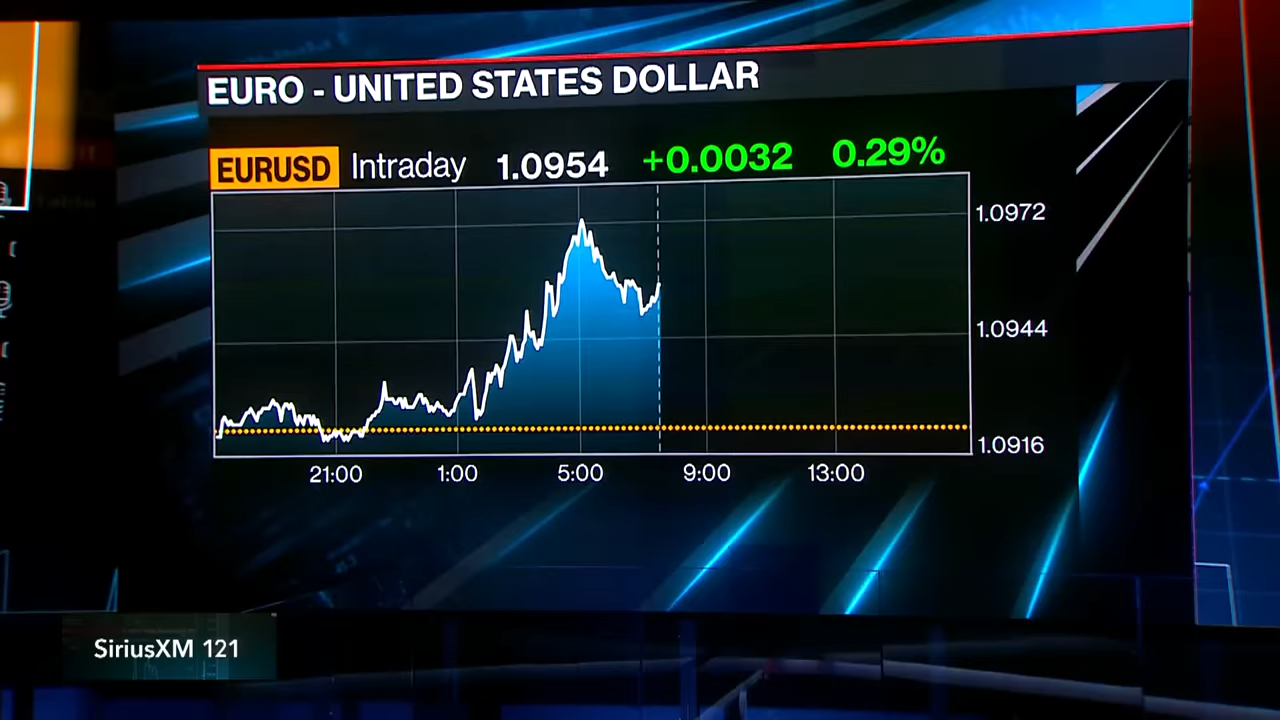 EURO - UNITED STATES DOLLAR
EURUSD Intraday 1.0954 +0.0032 0.29%
1.0972
1.0944
1.0916
21:00 1:00 5:00 9:00 13:00
SiriusXM 121